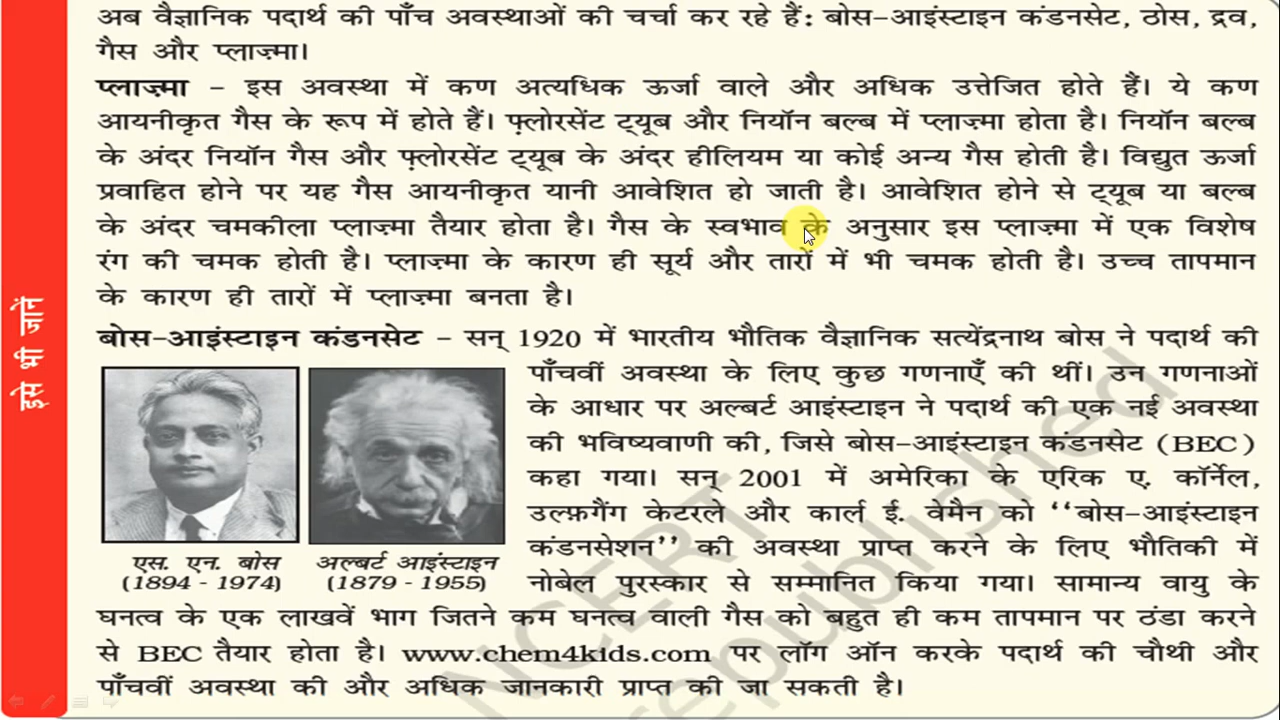 अब वैज्ञानिक पदार्थ की पाँच अवस्थाओं की चर्चा कर रहे हैं: बोस–आइंस्टाइन कंडनसेट, ठोस, द्रव,
गैस और प्लाज़्मा।
प्लाज़्मा – इस अवस्था में कण अत्यधिक ऊर्जा वाले और अधिक उत्तेजित होते हैं। ये कण
आयनीकृत गैस के रूप में होते हैं। फ़्लोरसेंट ट्यूब और नियॉन बल्ब में प्लाज़्मा होता है। नियॉन बल्ब
के अंदर नियॉन गैस और फ़्लोरसेंट ट्यूब के अंदर हीलियम या कोई अन्य गैस होती है। विद्युत ऊर्जा
प्रवाहित होने पर यह गैस आयनीकृत यानी आवेशित हो जाती है। आवेशित होने से ट्यूब या बल्ब
के अंदर चमकीला प्लाज़्मा तैयार होता है। गैस के स्वभाव के अनुसार इस प्लाज़्मा में एक विशेष
रंग की चमक होती है। प्लाज़्मा के कारण ही सूर्य और तारों में भी चमक होती है। उच्च तापमान
के कारण ही तारों में प्लाज़्मा बनता है।
इसे भी जानें
बोस–आइंस्टाइन कंडनसेट – सन् 1920 में भारतीय भौतिक वैज्ञानिक सत्येंद्रनाथ बोस ने पदार्थ की
पाँचवीं अवस्था के लिए कुछ गणनाएँ की थीं। उन गणनाओं
के आधार पर अल्बर्ट आइंस्टाइन ने पदार्थ की एक नई अवस्था
की भविष्यवाणी की, जिसे बोस–आइंस्टाइन कंडनसेट (BEC)
कहा गया। सन् 2001 में अमेरिका के एरिक ए. कॉर्नेल,
उल्फ़गैंग केटरले और कार्ल ई. वेमैन को ‘‘बोस–आइंस्टाइन
कंडनसेशन’’ की अवस्था प्राप्त करने के लिए भौतिकी में
नोबेल पुरस्कार से सम्मानित किया गया। सामान्य वायु के
एस. एन. बोस
(1894 - 1974)
अल्बर्ट आइंस्टाइन
(1879 - 1955)
घनत्व के एक लाखवें भाग जितने कम घनत्व वाली गैस को बहुत ही कम तापमान पर ठंडा करने
से BEC तैयार होता है। www.chem4kids.com पर लॉग ऑन करके पदार्थ की चौथी और
पाँचवीं अवस्था की और अधिक जानकारी प्राप्त की जा सकती है।
NCERT
republished